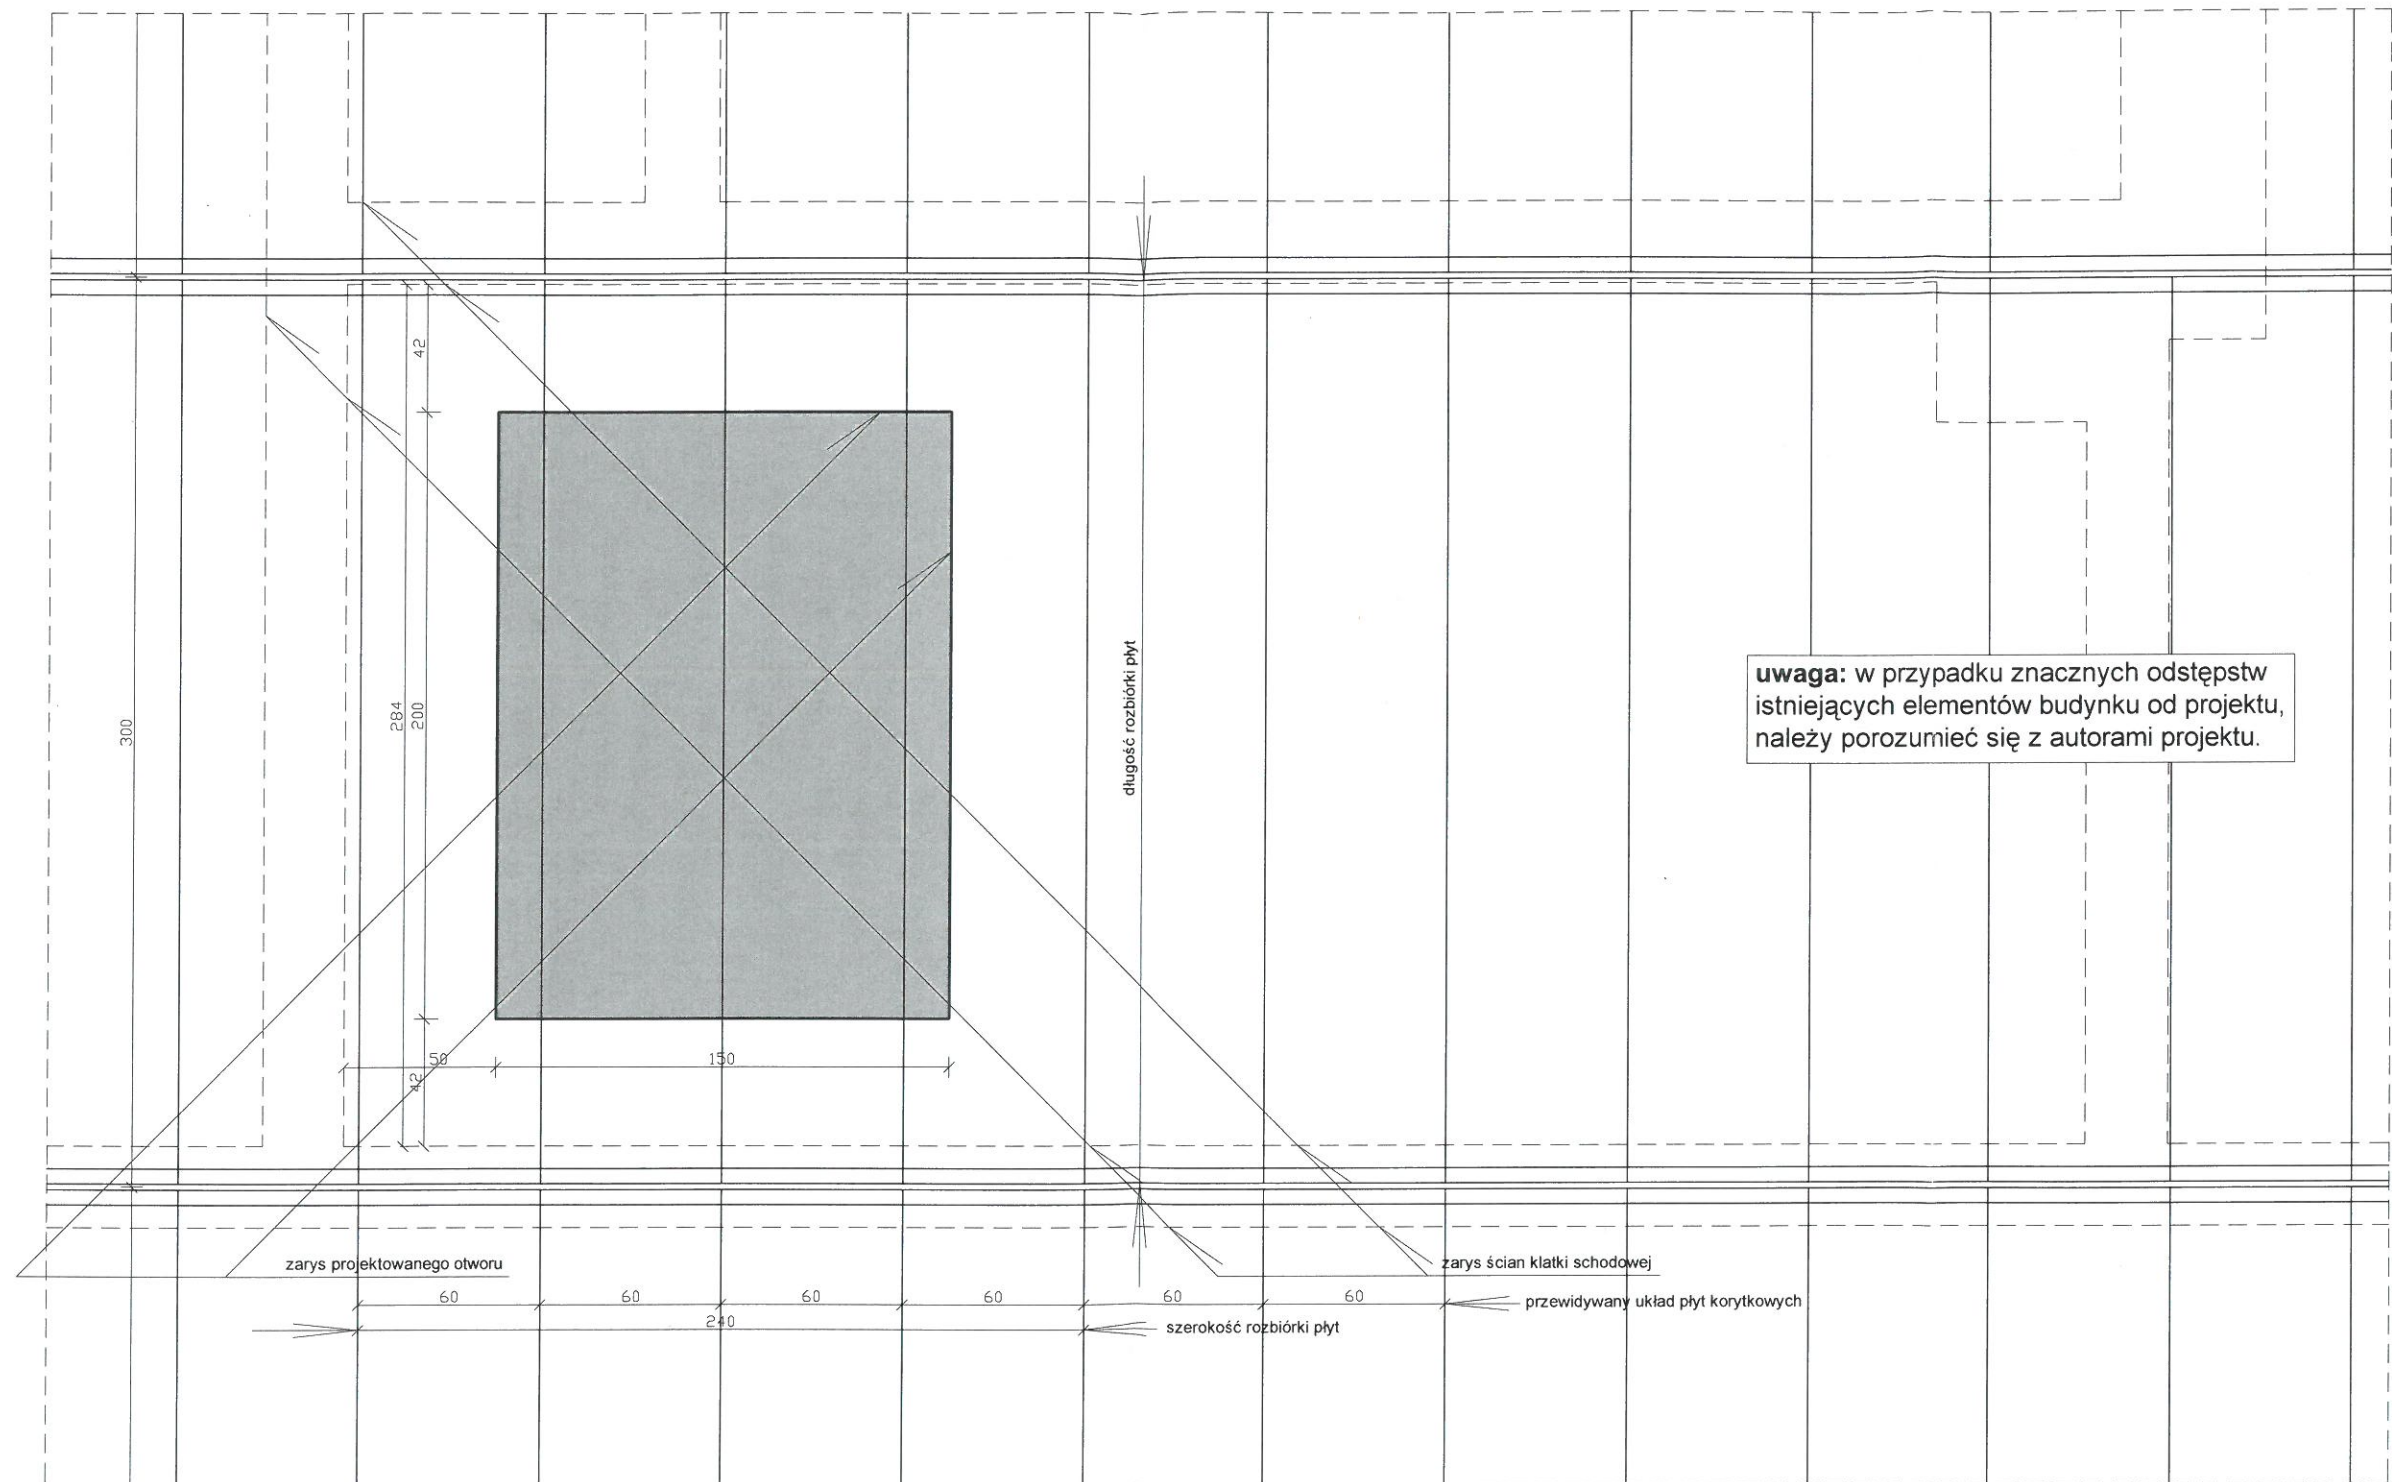 42
300
284
200
długość rozbiórki płyt
uwaga: w przypadku znacznych odstępstw
istniejących elementów budynku od projektu,
należy porozumieć się z autorami projektu.
50
150
42
zarys projektowanego otworu
zarys ścian klatki schodowej
60
60
60
60
60
60
przewidywany układ płyt korytkowych
240
szerokość rozbiórki płyt